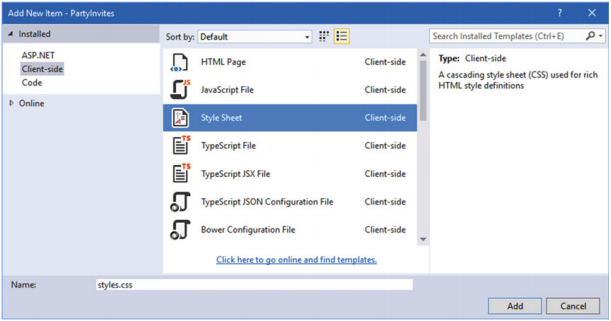 Add New Item - PartyInvites
Installed
Sort by: Default
Search Installed Templates (Ctrl+E)
ASP.NET
Client-side
Code
Online
HTML Page Client-side
JavaScript File Client-side
Style Sheet Client-side
TypeScript File Client-side
TypeScript JSX File Client-side
TypeScript JSON Configuration File Client-side
Bower Configuration File Client-side
Click here to go online and find templates.
Type: Client-side
A cascading style sheet (CSS) used for rich
HTML style definitions
Name: styles.css
Add Cancel